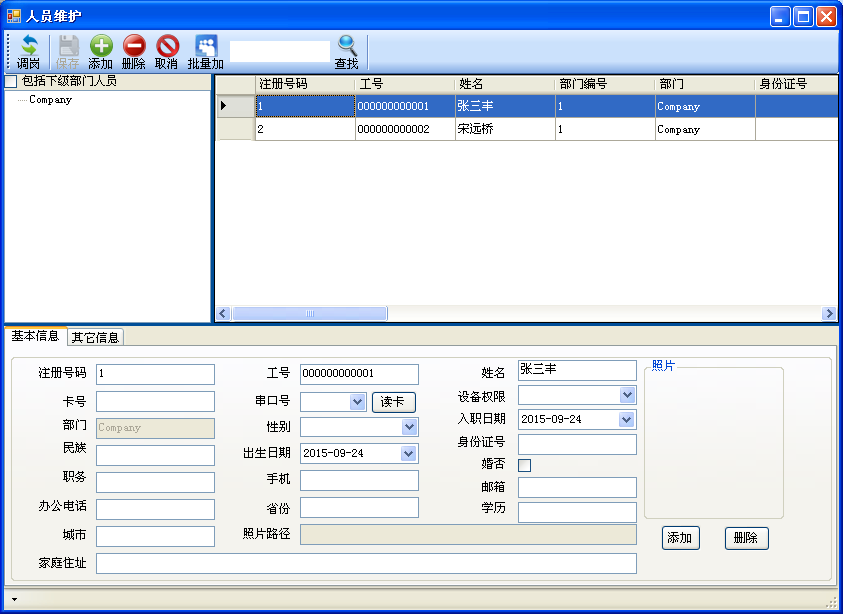 人员维护
调岗 保存 添加 删除 取消 批量加 查找
包括下级部门人员
Company
注册号码 工号 姓名 部门编号 部门 身份证号
1 000000000001 张三丰 1 Company
2 000000000002 宋远桥 1 Company
基本信息 其它信息
注册号码 1 工号 000000000001 姓名 张三丰 照片
卡号 串口号 读卡 设备权限
部门 Company 性别 入职日期 2015-09-24
民族 出生日期 2015-09-24 身份证号
职务 手机 婚否
办公电话 省份 邮箱
城市 照片路径 学历
家庭住址 添加 删除